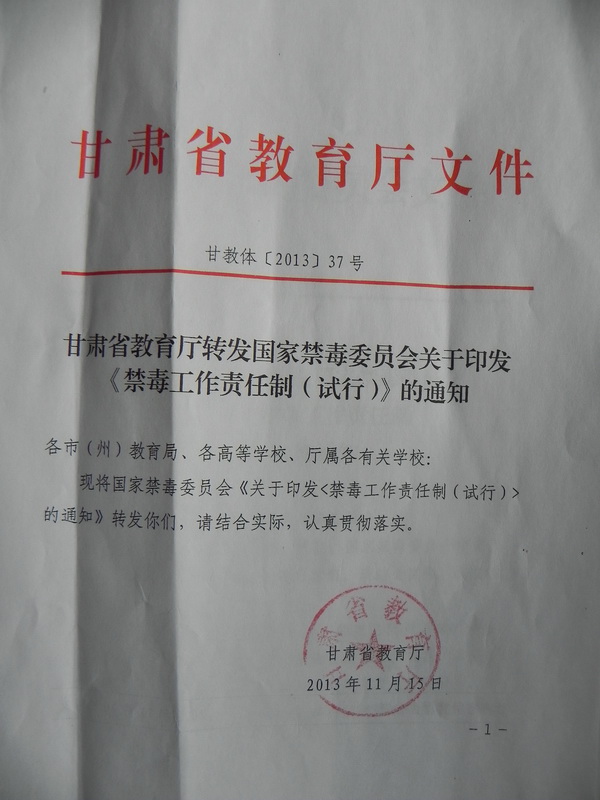 甘肃省教育厅文件
甘教体〔2013〕37号
甘肃省教育厅转发国家禁毒委员会关于印发
《禁毒工作责任制（试行）》的通知
各市（州）教育局、各高等学校、厅属各有关学校：
现将国家禁毒委员会《关于印发<禁毒工作责任制（试行）>
的通知》转发你们，请结合实际，认真贯彻落实。
省教育
甘肃省教育厅
2013年11月15日
-1-